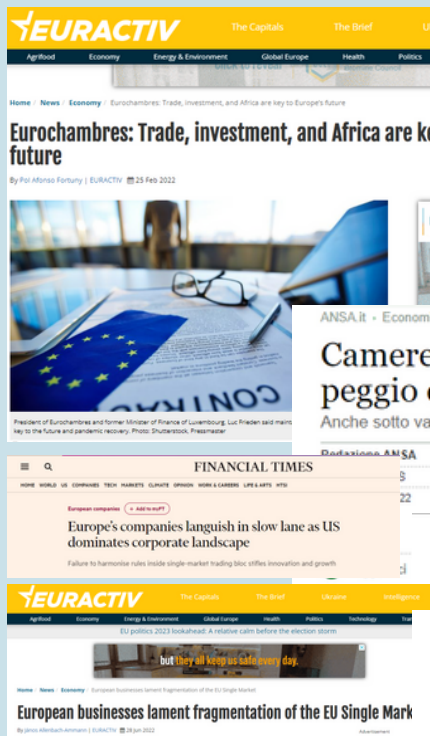 EURACTIV
The Capitals The Brief
Agrifood Economy Energy & Environment Global Europe Health Politics
Home / News / Economy / Eurochambres: Trade, investment, and Africa are key to Europe's future
Eurochambres: Trade, investment, and Africa are k
future
By Pol Afonso Fortuny | EURACTIV 25 Feb 2022
CONTRAC
President of Eurochambres and former Minister of Finance of Luxembourg, Luc Frieden said maint
key to the future and pandemic recovery. Photo: Shutterstock, Pressmaster
ANSA.it • Econom
Camere
peggio
Anche sotto va
Redazione ANSA
22
FINANCIAL TIMES
HOME WORLD US COMPANIES TECH MARKETS CLIMATE OPINION WORK & CAREERS LIFE & ARTS HTSI
European companies + Add to myFT
Europe's companies languish in slow lane as US
dominates corporate landscape
Failure to harmonise rules inside single-market trading bloc stifles innovation and growth
EURACTIV
The Capitals The Brief Ukraine Intelligence
Agrifood Economy Energy & Environment Global Europe Health Politics Technology Tran
EU politics 2023 lookahead: A relative calm before the election storm
but they all keep us safe every day.
Home / News / Economy / European businesses lament fragmentation of the EU Single Market
European businesses lament fragmentation of the EU Single Mark
By János Allenbach-Ammann | EURACTIV 28 Jun 2022
Advertisement